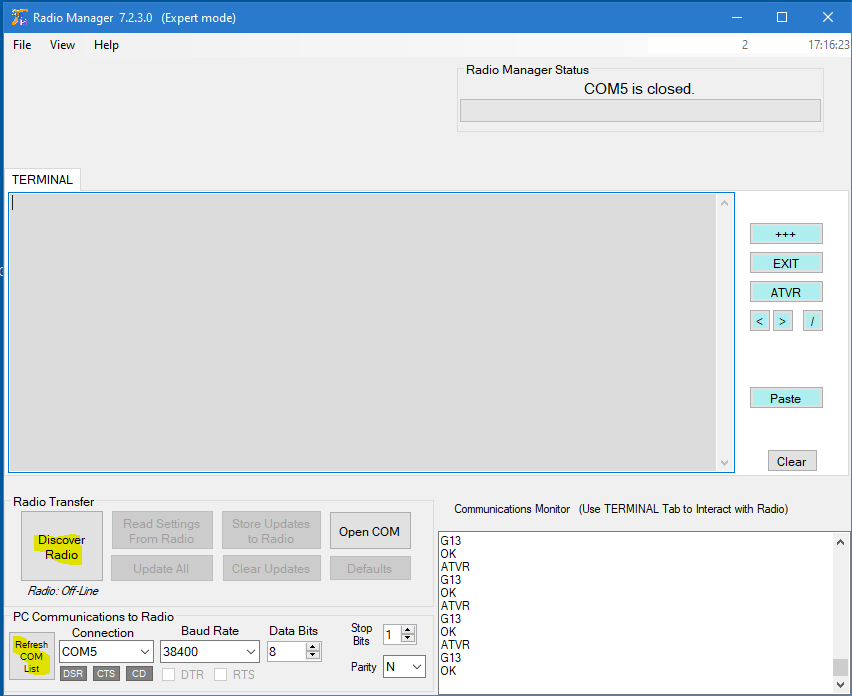 Radio Manager 7.2.3.0 (Expert mode)
File View Help
2 17:16:23
Radio Manager Status
COM5 is closed.
TERMINAL
+++
EXIT
ATVR
< > /
Paste
Clear
Radio Transfer
Discover
Radio
Read Settings
From Radio
Store Updates
to Radio
Open COM
Update All
Clear Updates
Defaults
Radio: Off-Line
Communications Monitor (Use TERMINAL Tab to Interact with Radio)
G13
OK
ATVR
G13
OK
ATVR
G13
OK
ATVR
G13
OK
PC Communications to Radio
Refresh
COM
List
Connection
COM5
DSR CTS CD
Baud Rate
38400
DTR RTS
Data Bits
8
Stop
Bits
1
Parity N